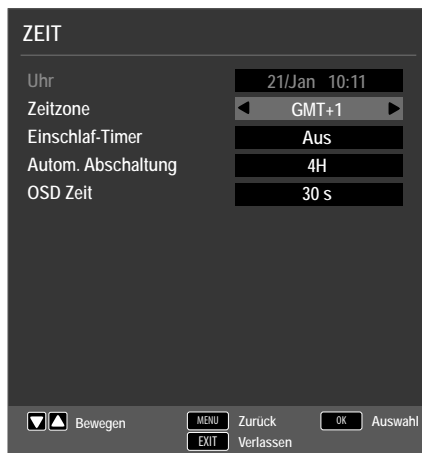 ZEIT
Uhr 21/Jan 10:11
Zeitzone GMT+1
Einschlaf-Timer Aus
Autom. Abschaltung 4H
OSD Zeit 30 s
Bewegen MENU Zurück OK Auswahl
EXIT Verlassen